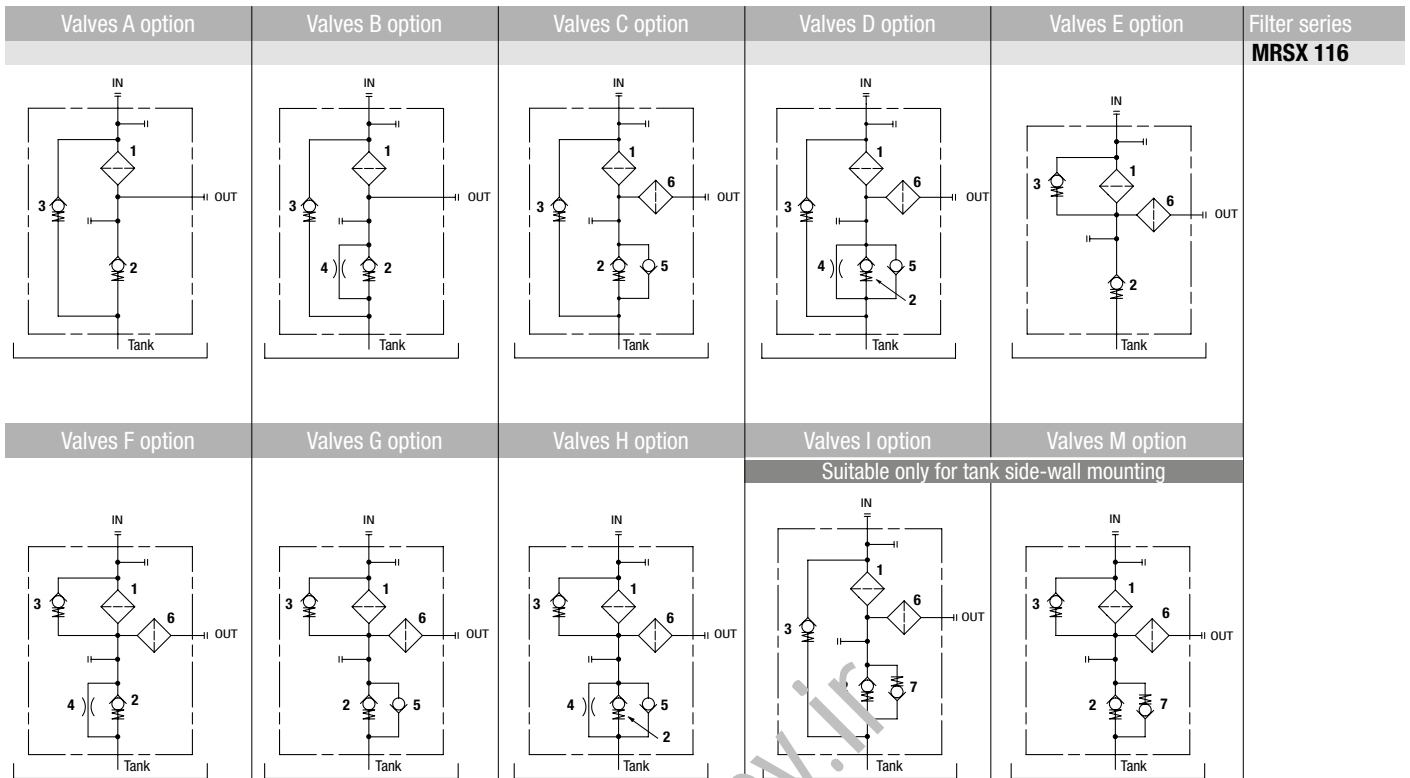 Valves A option
Valves B option
Valves C option
Valves D option
Valves E option
Filter series
MRSX 116
IN
1
3
OUT
2
Tank
IN
1
3
OUT
4
2
Tank
IN
1
6
3
OUT
2
5
Tank
IN
1
6
3
OUT
4
5
2
Tank
IN
1
3
6
OUT
2
Tank
Valves F option
Valves G option
Valves H option
Valves I option
Valves M option
Suitable only for tank side-wall mounting
IN
1
3
6
OUT
4
2
Tank
IN
1
3
6
OUT
2
5
Tank
IN
1
3
6
OUT
4
5
2
Tank
IN
1
6
3
OUT
7
Tank
IN
1
3
6
OUT
2
7
Tank